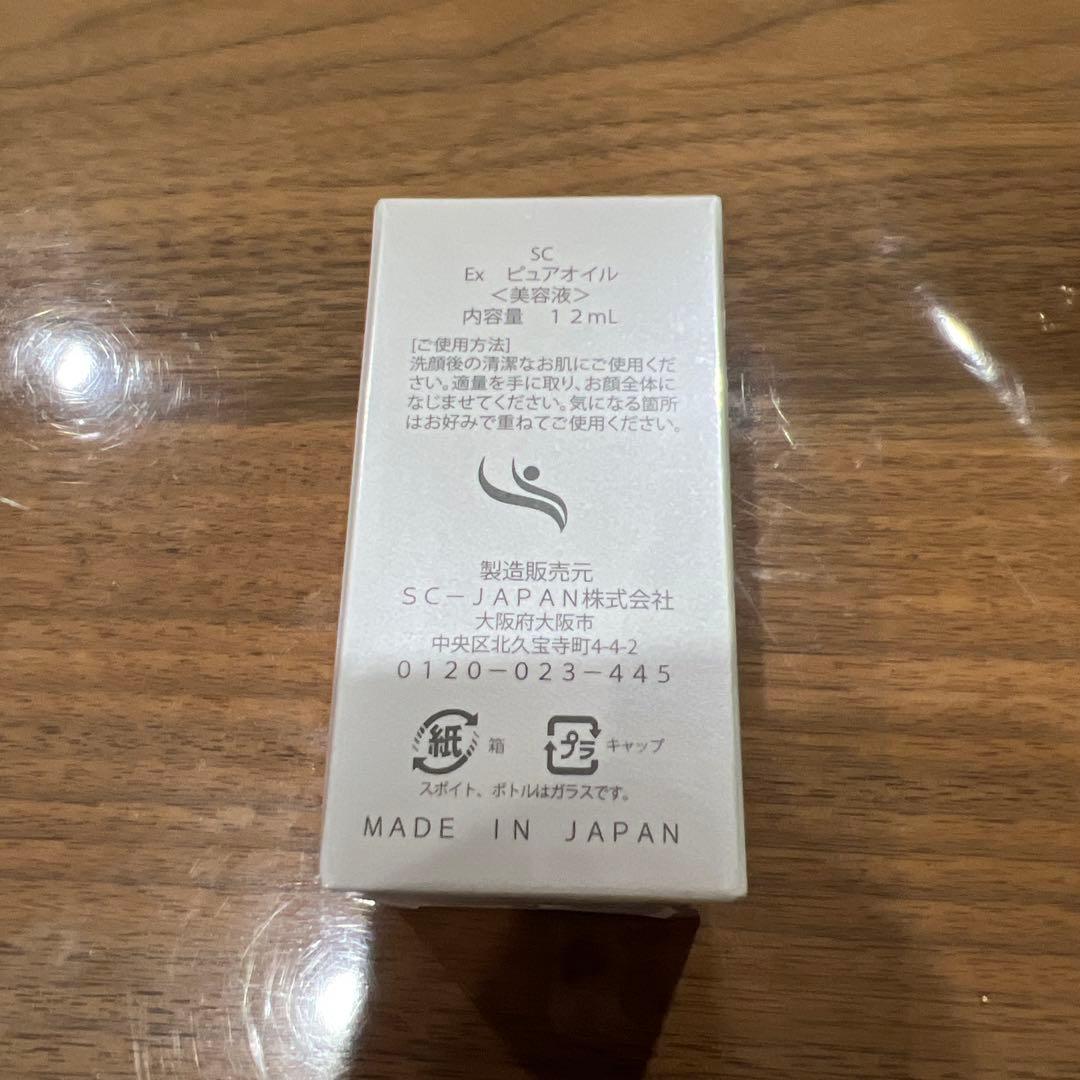 SC
Ex ピュアオイル
＜美容液＞
内容量 １２mL
[ご使用方法]
洗顔後の清潔なお肌にご使用くだ
さい。適量を手に取り、お顔全体に
なじませてください。気になる箇所
はお好みで重ねてご使用ください。
製造販売元
ＳＣ－ＪＡＰＡＮ株式会社
大阪府大阪市
中央区北久宝寺町4-4-2
０１２０－０２３－４４５
紙 箱 プラ キャップ
スポイト、ボトルはガラスです。
ＭＡＤＥ ＩＮ ＪＡＰＡＮ